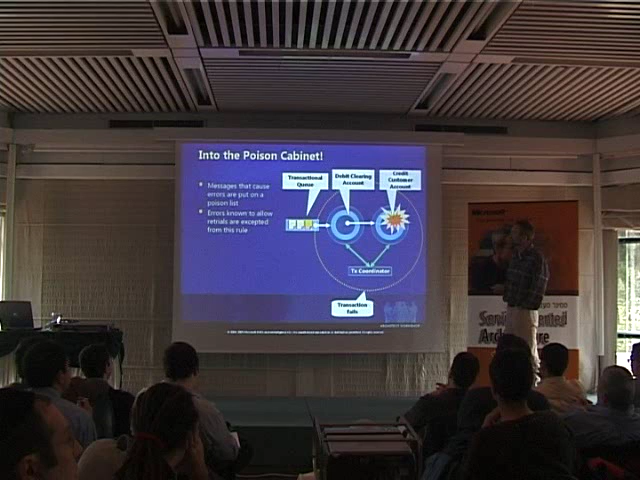 Into the Poison Cabinet!
Messages that cause
errors are put on a
poison list
Errors known to allow
retrials are excepted
from this rule
Transactional
Queue
Debit Clearing
Account
Credit
Customer
Account
Tx Coordinator
Transaction
Fails
Microsoft